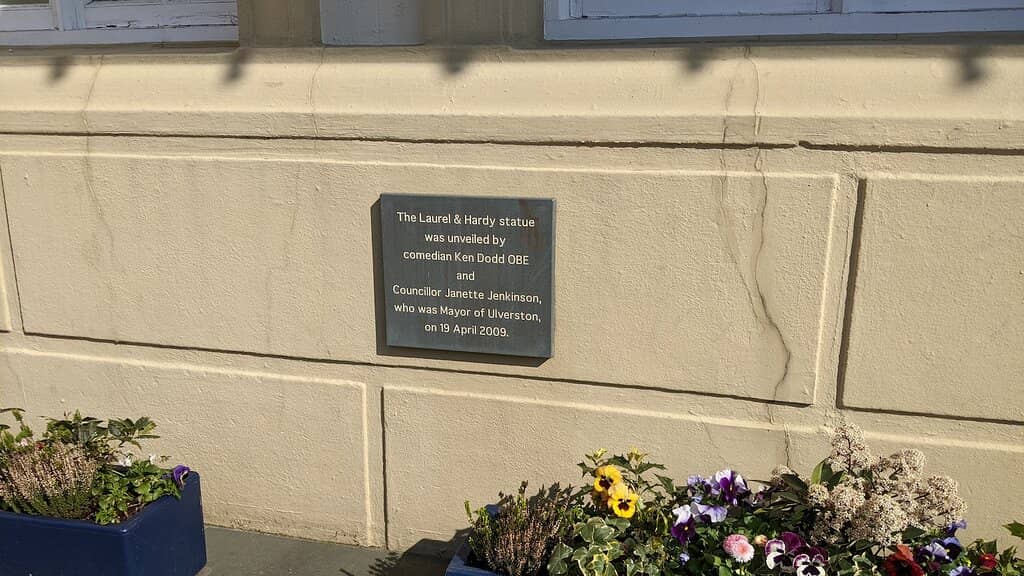 The Laurel & Hardy statue
was unveiled by
comedian Ken Dodd OBE
and
Councillor Janette Jenkinson,
who was Mayor of Ulverston,
on 19 April 2009.